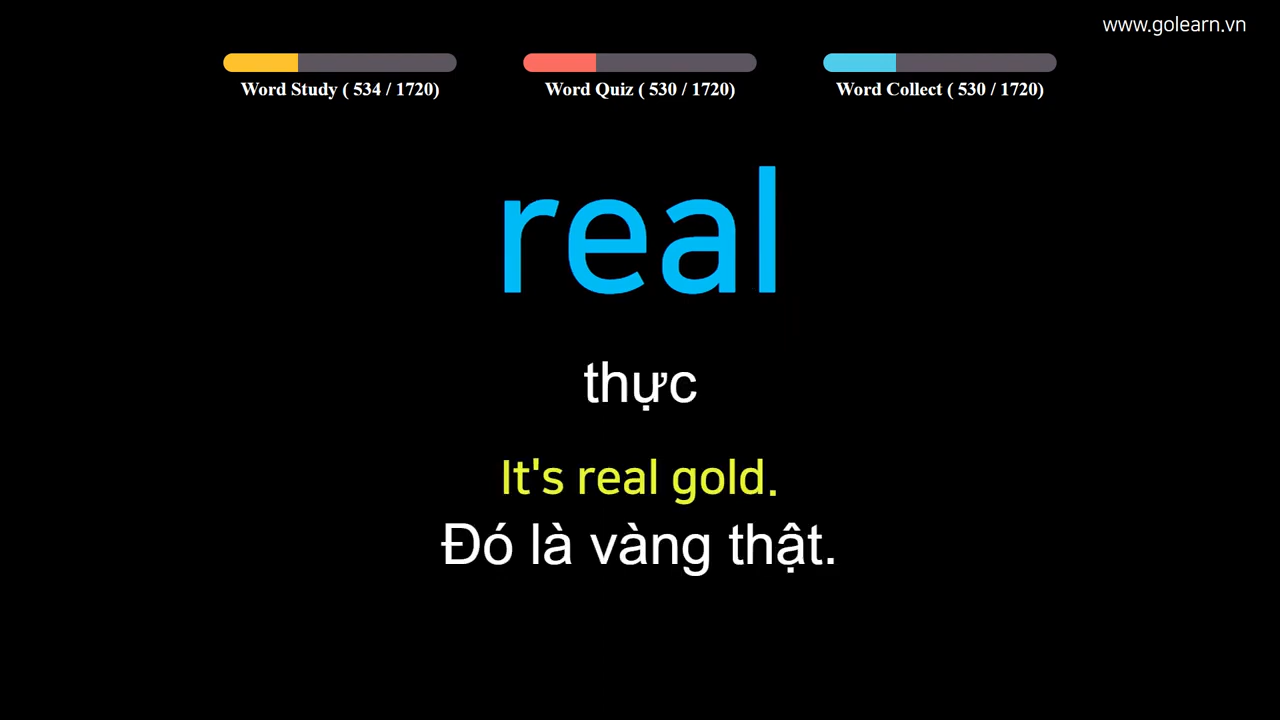 www.golearn.vn
Word Study ( 534 / 1720)
Word Quiz ( 530 / 1720)
Word Collect ( 530 / 1720)
real
thực
It's real gold.
Đó là vàng thật.